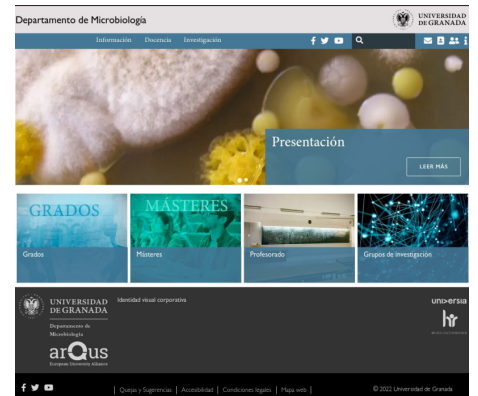 Departamento de Microbiología
UNIVERSIDAD
DE GRANADA
Información Docencia Investigación
Presentación
LEER MÁS
GRADOS
MÁSTERES
Grados
Másteres
Profesorado
Grupos de investigación
UNIVERSIDAD
DE GRANADA
Departamento de
Microbiología
arQus
European University Alliance
Identidad visual corporativa
universia
hr
f
Quejas y Sugerencias | Accesibilidad | Condiciones legales | Mapa web |
© 2022 Universidad de Granada